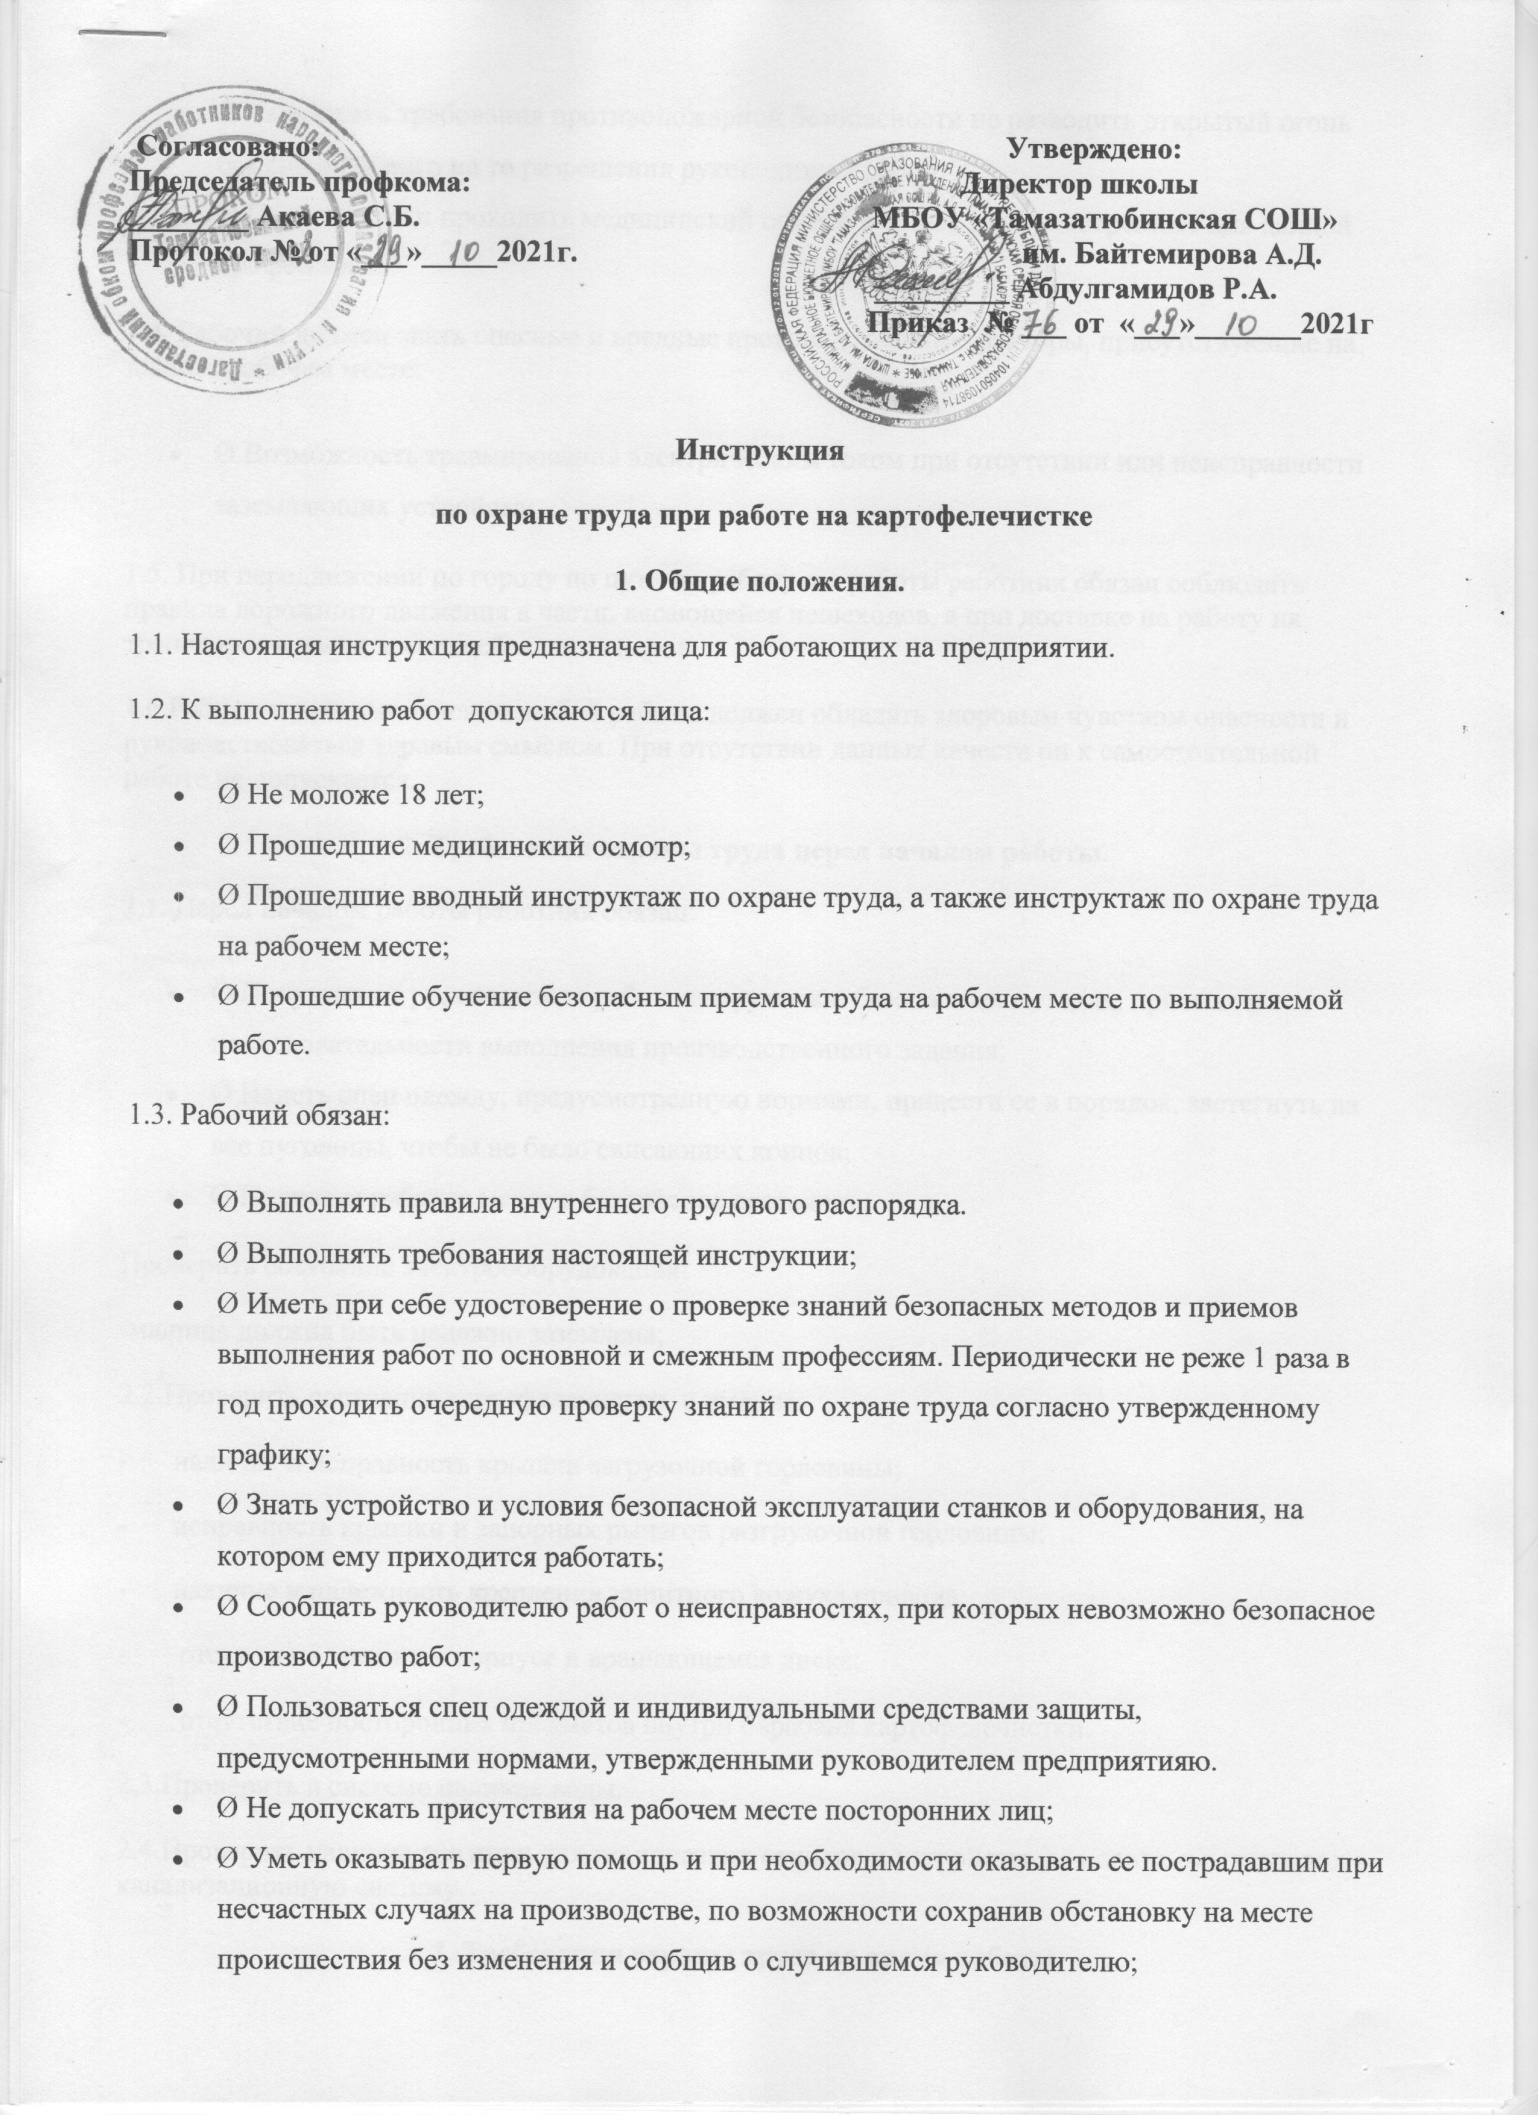 Согласовано:
Председатель профкома:
Акаева С.Б.
Протокол № от «29» 10 2021г.
Утверждено:
Директор школы
МБОУ «Тамазатюбинская СОШ»
им. Байтемирова А.Д.
Абдулгамидов Р.А.
Приказ № 76 от «29» 10 2021г
Инструкция
по охране труда при работе на картофелечистке
1. Общие положения.
1.1. Настоящая инструкция предназначена для работающих на предприятии.
1.2. К выполнению работ допускаются лица:
• Ø Не моложе 18 лет;
• Ø Прошедшие медицинский осмотр;
• Ø Прошедшие вводный инструктаж по охране труда, а также инструктаж по охране труда
на рабочем месте;
• Ø Прошедшие обучение безопасным приемам труда на рабочем месте по выполняемой
работе.
1.3. Рабочий обязан:
• Ø Выполнять правила внутреннего трудового распорядка.
• Ø Выполнять требования настоящей инструкции;
• Ø Иметь при себе удостоверение о проверке знаний безопасных методов и приемов
выполнения работ по основной и смежным профессиям. Периодически не реже 1 раза в
год проходить очередную проверку знаний по охране труда согласно утвержденному
графику;
• Ø Знать устройство и условия безопасной эксплуатации станков и оборудования, на
котором ему приходится работать;
• Ø Сообщать руководителю работ о неисправностях, при которых невозможно безопасное
производство работ;
• Ø Пользоваться спец одеждой и индивидуальными средствами защиты,
предусмотренными нормами, утвержденными руководителем предприятияю.
• Ø Не допускать присутствия на рабочем месте посторонних лиц;
• Ø Уметь оказывать первую помощь и при необходимости оказывать ее пострадавшим при
несчастных случаях на производстве, по возможности сохранив обстановку на месте
происшествия без изменения и сообщив о случившемся руководителю;